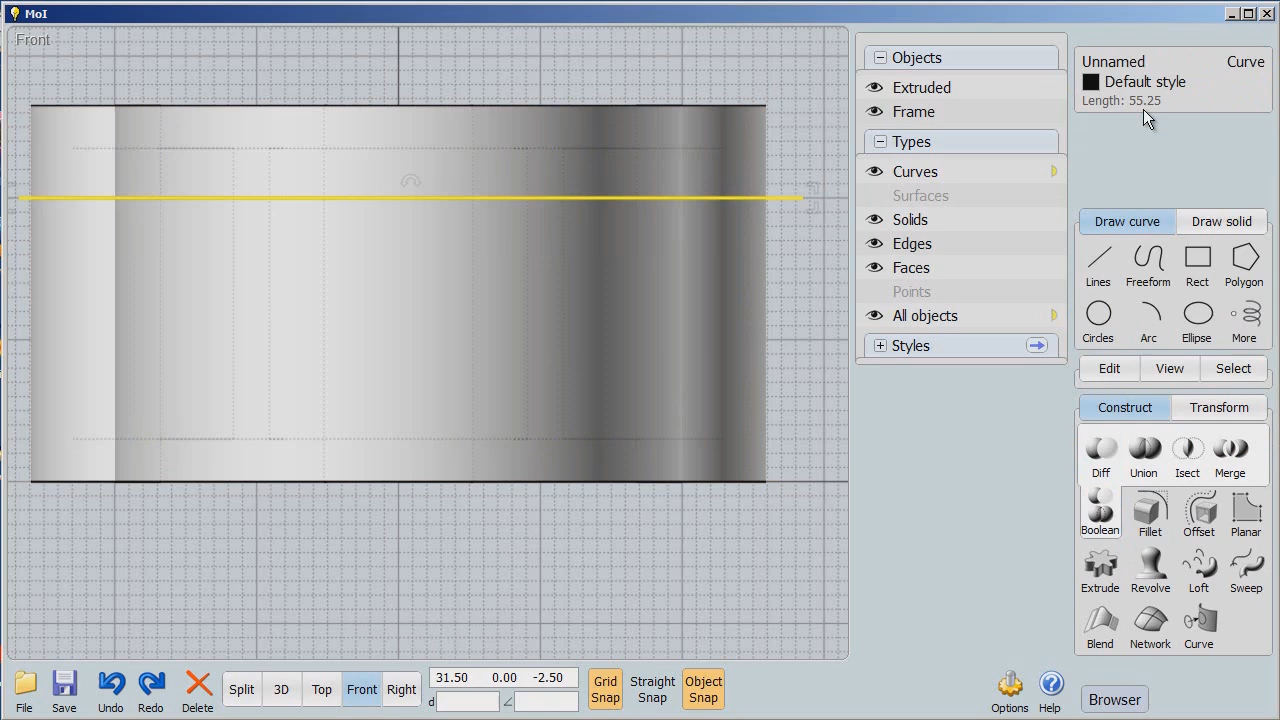 MoI
Front
Objects
Extruded
Frame
Types
Curves
Surfaces
Solids
Edges
Faces
Points
All objects
Styles
Unnamed Curve
Default style
Length: 55.25
Draw curve Draw solid
Lines Freeform Rect Polygon
Circles Arc Ellipse More
Edit View Select
Construct Transform
Diff Union Isect Merge
Boolean Fillet Offset Planar
Extrude Revolve Loft Sweep
Blend Network Curve
File Save Undo Redo Delete
Split 3D Top Front Right
31.50 0.00 -2.50
d
Grid Snap
Straight Snap
Object Snap
Options Help
Browser